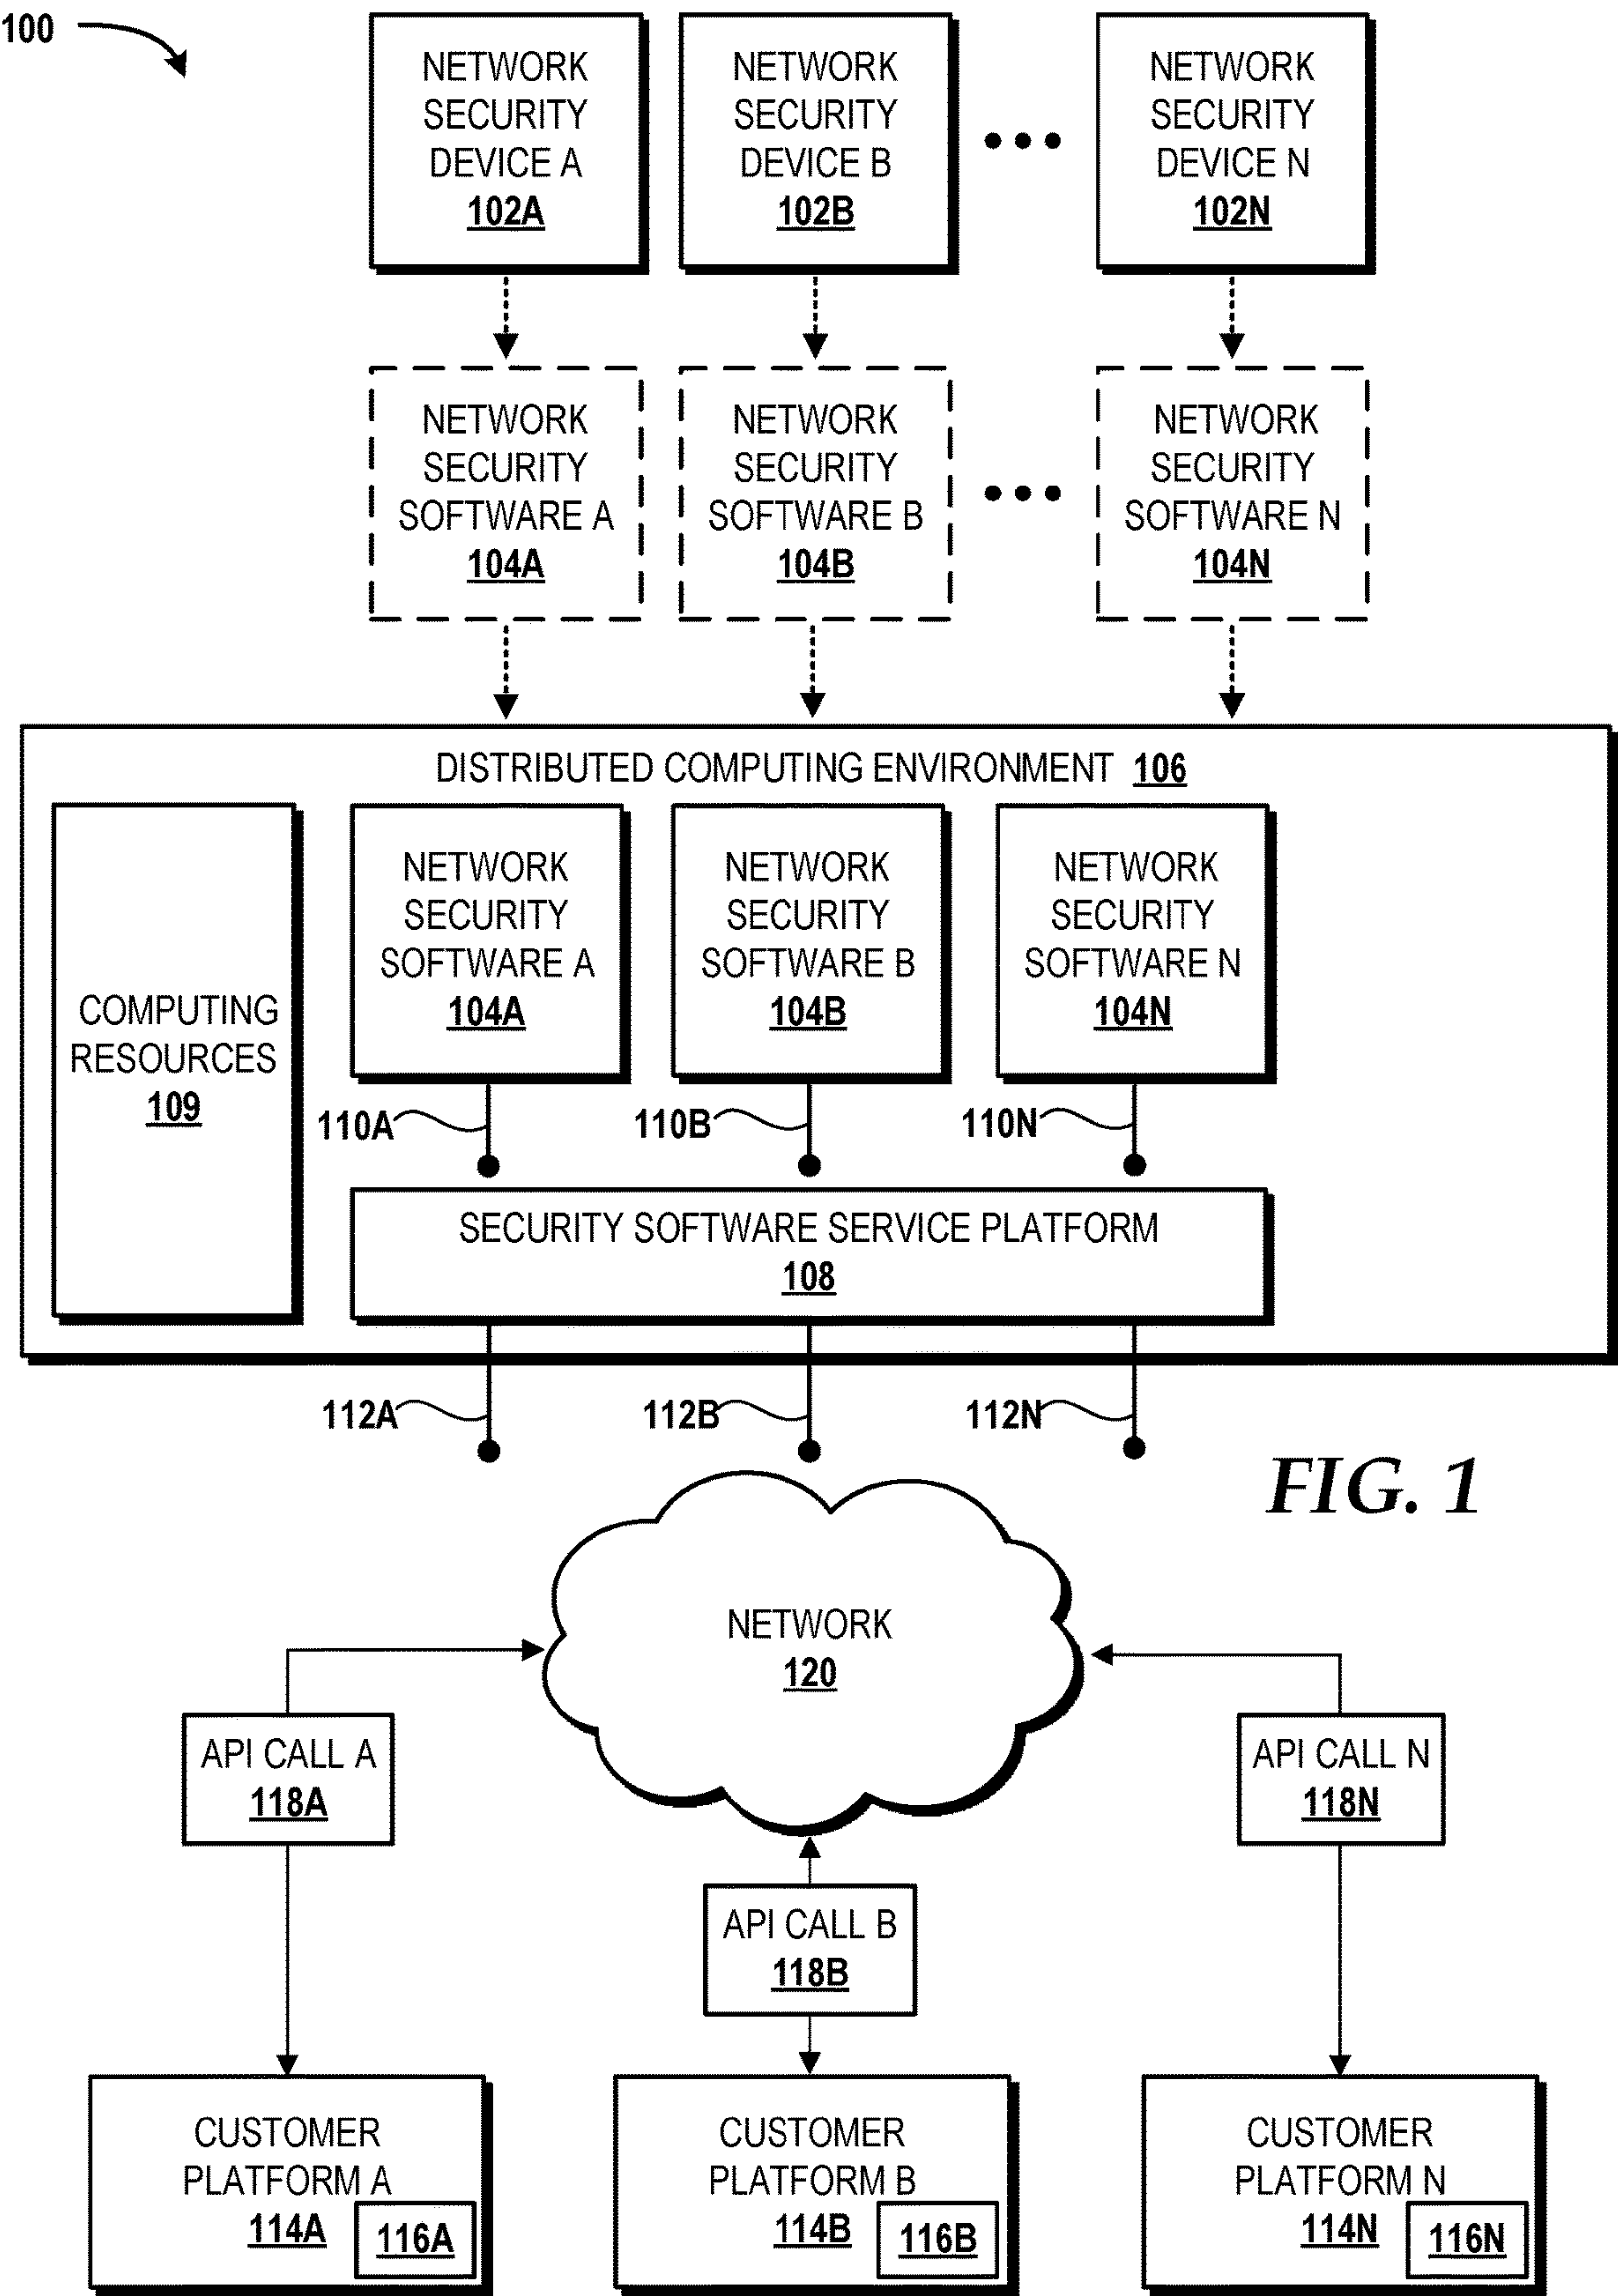 100
NETWORK
SECURITY
DEVICE A
102A
NETWORK
SECURITY
DEVICE B
102B
NETWORK
SECURITY
DEVICE N
102N
NETWORK
SECURITY
SOFTWARE A
104A
NETWORK
SECURITY
SOFTWARE B
104B
NETWORK
SECURITY
SOFTWARE N
104N
DISTRIBUTED COMPUTING ENVIRONMENT 106
COMPUTING
RESOURCES
109
NETWORK
SECURITY
SOFTWARE A
104A
NETWORK
SECURITY
SOFTWARE B
104B
NETWORK
SECURITY
SOFTWARE N
104N
110A
110B
110N
SECURITY SOFTWARE SERVICE PLATFORM
108
112A
112B
112N
FIG. 1
NETWORK
120
API CALL A
118A
API CALL B
118B
API CALL N
118N
CUSTOMER
PLATFORM A
114A
116A
CUSTOMER
PLATFORM B
114B
116B
CUSTOMER
PLATFORM N
114N
116N